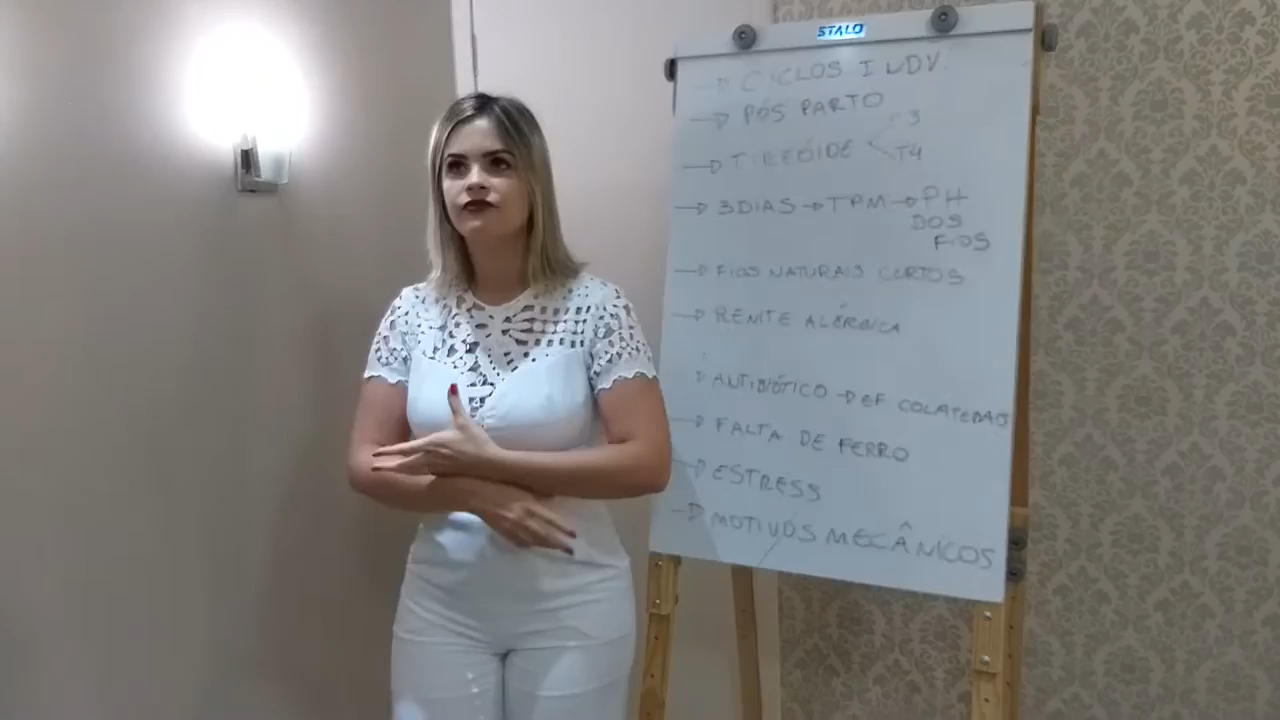 STALO
→ CICLOS INDV.
→ PÓS PARTO
→ TIREÓIDE < T3
T4
→ 3 DIAS → TPM → PH
DOS
FIOS
→ FIOS NATURAIS CURTOS
→ RENITE ALÉRGICA
→ ANTIBIÓTICO → EF COLATERAIS
→ FALTA DE FERRO
→ ESTRESS
→ MOTIVOS MECÂNICOS